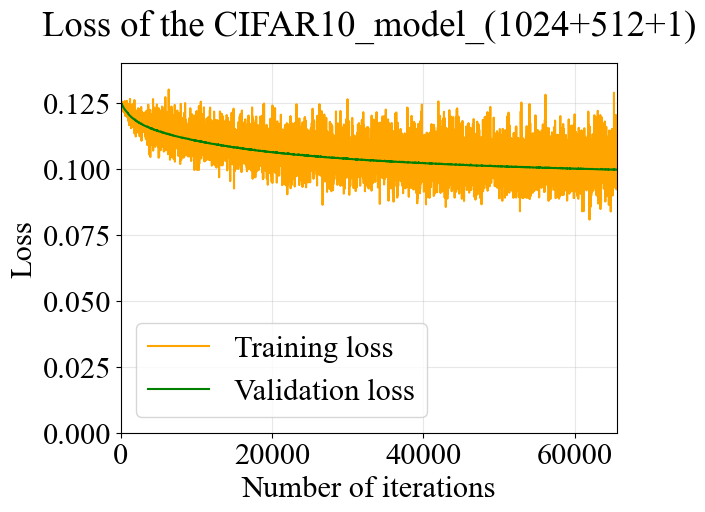 Loss of the CIFAR10_model_(1024+512+1)
Loss
0.125
0.100
0.075
0.050
0.025
0.000
Training loss
Validation loss
0 20000 40000 60000
Number of iterations